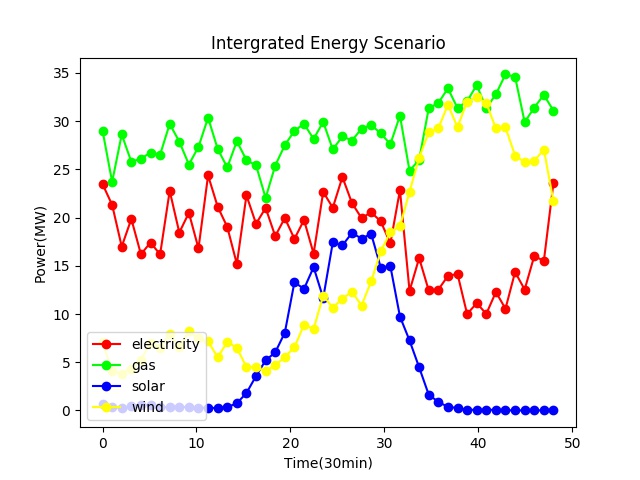 Intergrated Energy Scenario
Power(MW)
35
30
25
20
15
10
5
0
electricity
gas
solar
wind
0 10 20 30 40 50
Time(30min)